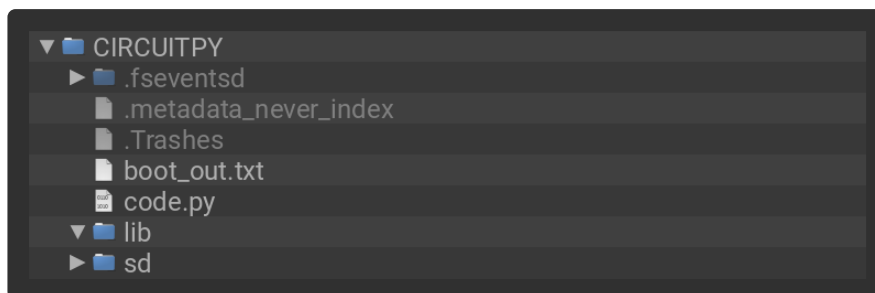 CIRCUITPY
.fseventsd
.metadata_never_index
.Trashes
boot_out.txt
code.py
lib
sd